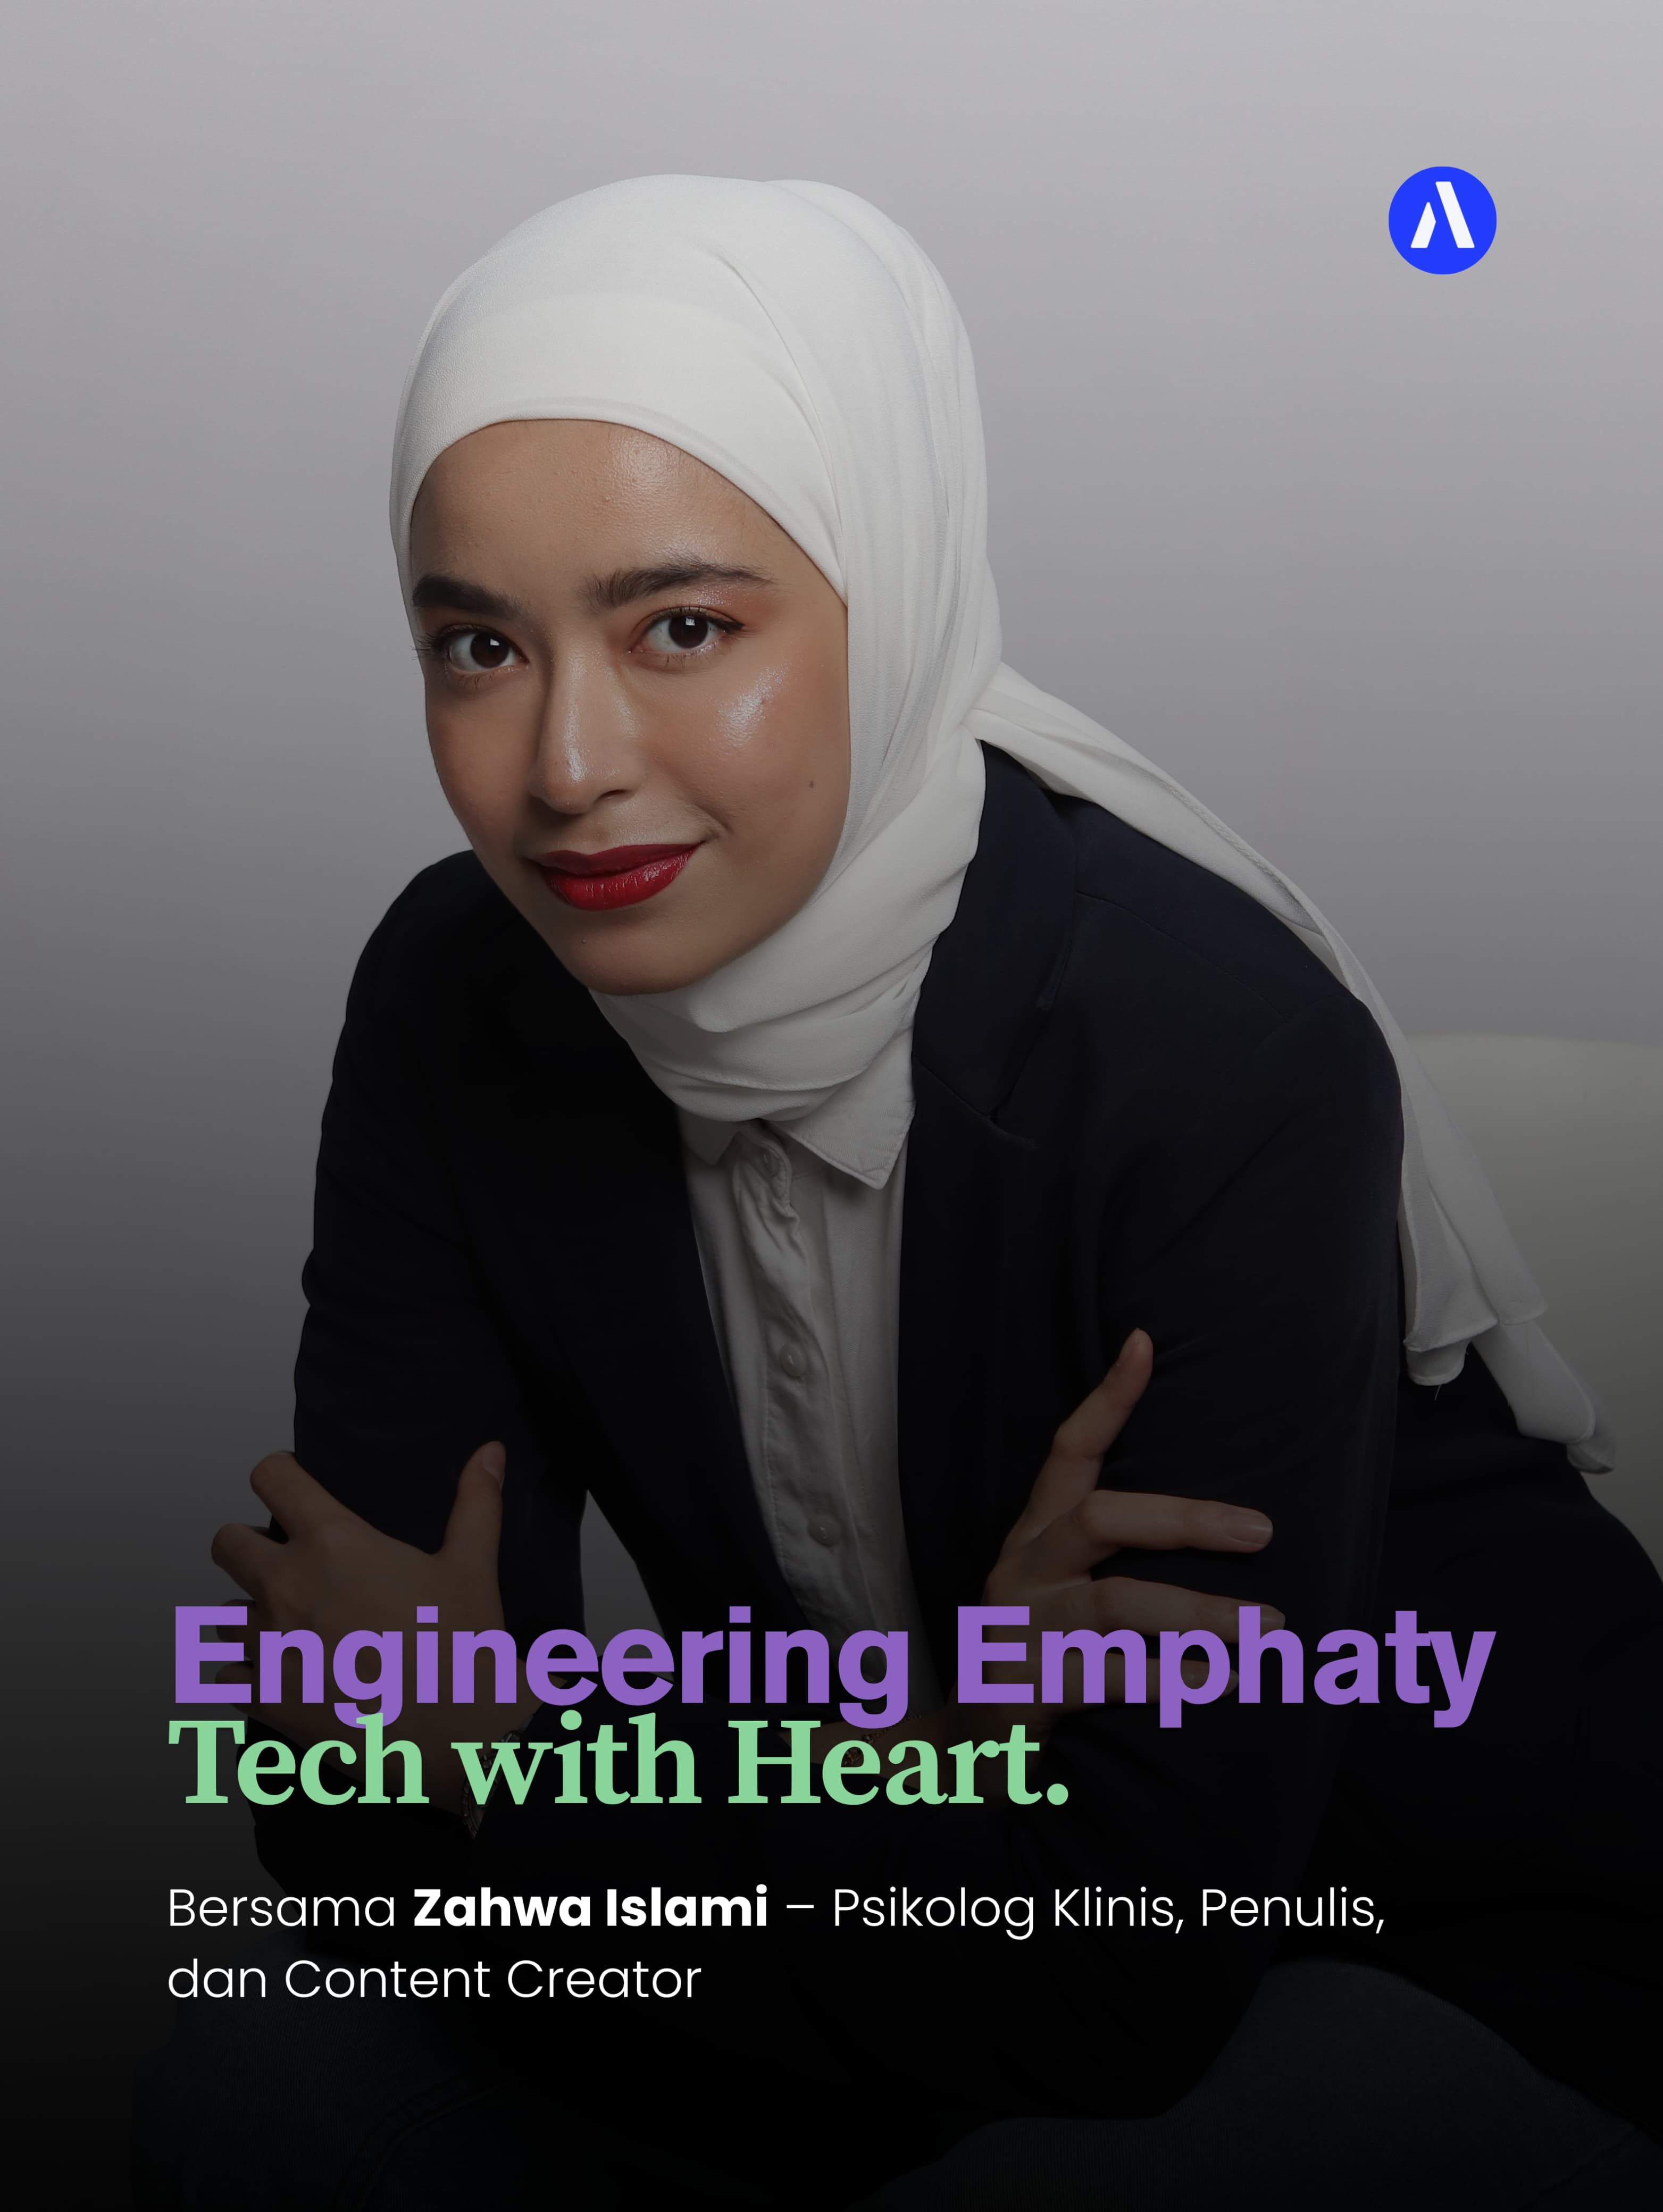 Engineering Emphaty
Tech with Heart.
Bersama Zahwa Islami – Psikolog Klinis, Penulis,
dan Content Creator